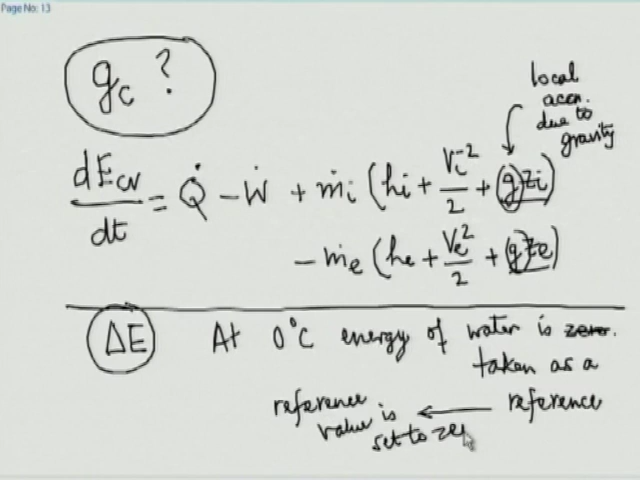 Page No: 13
g_c ?
local
accn.
due to
gravity
dE_CV/dt = Q̇ - Ẇ + ṁ_i (h_i + V_i^2/2 + g z_i)
- ṁ_e (h_e + V_e^2/2 + g z_e)
ΔE At 0°C energy of water is zero.
taken as a
reference
reference
value is
set to zer